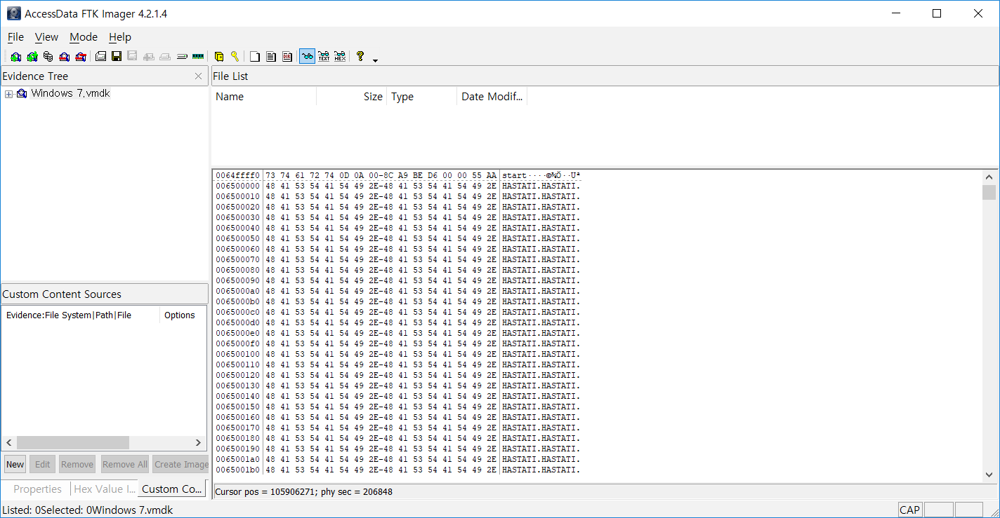 AccessData FTK Imager 4.2.1.4
File View Mode Help
Evidence Tree
Windows 7.vmdk
Custom Content Sources
Evidence:File System|Path|File Options
New Edit Remove Remove All Create Image
Properties Hex Value I... Custom Co...
File List
Name Size Type Date Modif...
0064ffff0 73 74 61 72 74 0D 0A 00-8C A9 BE D6 00 00 55 AA start····©¾Ö··Uª
006500000 48 41 53 54 41 54 49 2E-48 41 53 54 41 54 49 2E HASTATI.HASTATI.
006500010 48 41 53 54 41 54 49 2E-48 41 53 54 41 54 49 2E HASTATI.HASTATI.
006500020 48 41 53 54 41 54 49 2E-48 41 53 54 41 54 49 2E HASTATI.HASTATI.
006500030 48 41 53 54 41 54 49 2E-48 41 53 54 41 54 49 2E HASTATI.HASTATI.
006500040 48 41 53 54 41 54 49 2E-48 41 53 54 41 54 49 2E HASTATI.HASTATI.
006500050 48 41 53 54 41 54 49 2E-48 41 53 54 41 54 49 2E HASTATI.HASTATI.
006500060 48 41 53 54 41 54 49 2E-48 41 53 54 41 54 49 2E HASTATI.HASTATI.
006500070 48 41 53 54 41 54 49 2E-48 41 53 54 41 54 49 2E HASTATI.HASTATI.
006500080 48 41 53 54 41 54 49 2E-48 41 53 54 41 54 49 2E HASTATI.HASTATI.
006500090 48 41 53 54 41 54 49 2E-48 41 53 54 41 54 49 2E HASTATI.HASTATI.
0065000a0 48 41 53 54 41 54 49 2E-48 41 53 54 41 54 49 2E HASTATI.HASTATI.
0065000b0 48 41 53 54 41 54 49 2E-48 41 53 54 41 54 49 2E HASTATI.HASTATI.
0065000c0 48 41 53 54 41 54 49 2E-48 41 53 54 41 54 49 2E HASTATI.HASTATI.
0065000d0 48 41 53 54 41 54 49 2E-48 41 53 54 41 54 49 2E HASTATI.HASTATI.
0065000e0 48 41 53 54 41 54 49 2E-48 41 53 54 41 54 49 2E HASTATI.HASTATI.
0065000f0 48 41 53 54 41 54 49 2E-48 41 53 54 41 54 49 2E HASTATI.HASTATI.
006500100 48 41 53 54 41 54 49 2E-48 41 53 54 41 54 49 2E HASTATI.HASTATI.
006500110 48 41 53 54 41 54 49 2E-48 41 53 54 41 54 49 2E HASTATI.HASTATI.
006500120 48 41 53 54 41 54 49 2E-48 41 53 54 41 54 49 2E HASTATI.HASTATI.
006500130 48 41 53 54 41 54 49 2E-48 41 53 54 41 54 49 2E HASTATI.HASTATI.
006500140 48 41 53 54 41 54 49 2E-48 41 53 54 41 54 49 2E HASTATI.HASTATI.
006500150 48 41 53 54 41 54 49 2E-48 41 53 54 41 54 49 2E HASTATI.HASTATI.
006500160 48 41 53 54 41 54 49 2E-48 41 53 54 41 54 49 2E HASTATI.HASTATI.
006500170 48 41 53 54 41 54 49 2E-48 41 53 54 41 54 49 2E HASTATI.HASTATI.
006500180 48 41 53 54 41 54 49 2E-48 41 53 54 41 54 49 2E HASTATI.HASTATI.
006500190 48 41 53 54 41 54 49 2E-48 41 53 54 41 54 49 2E HASTATI.HASTATI.
0065001a0 48 41 53 54 41 54 49 2E-48 41 53 54 41 54 49 2E HASTATI.HASTATI.
0065001b0 48 41 53 54 41 54 49 2E-48 41 53 54 41 54 49 2E HASTATI.HASTATI.
Cursor pos = 105906271; phy sec = 206848
Listed: 0Selected: 0Windows 7.vmdk
CAP